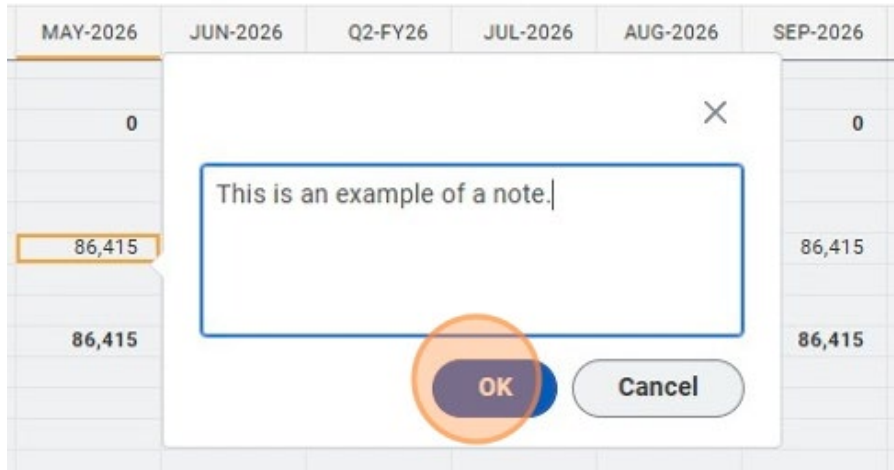 MAY-2026 JUN-2026 Q2-FY26 JUL-2026 AUG-2026 SEP-2026
0 0
This is an example of a note.
86,415 86,415
86,415 86,415
OK Cancel